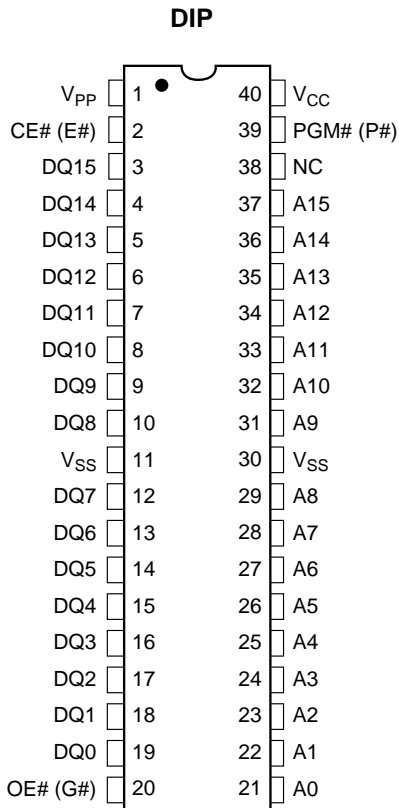 DIP
V_PP 1 40 V_CC
CE# (E#) 2 39 PGM# (P#)
DQ15 3 38 NC
DQ14 4 37 A15
DQ13 5 36 A14
DQ12 6 35 A13
DQ11 7 34 A12
DQ10 8 33 A11
DQ9 9 32 A10
DQ8 10 31 A9
V_SS 11 30 V_SS
DQ7 12 29 A8
DQ6 13 28 A7
DQ5 14 27 A6
DQ4 15 26 A5
DQ3 16 25 A4
DQ2 17 24 A3
DQ1 18 23 A2
DQ0 19 22 A1
OE# (G#) 20 21 A0